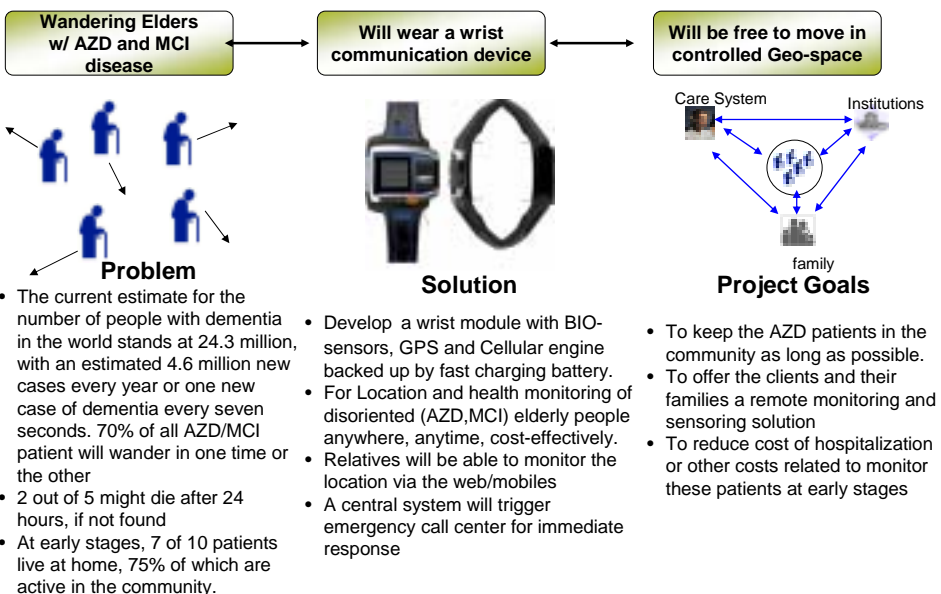 Wandering Elders
w/ AZD and MCI
disease
Will wear a wrist
communication device
Will be free to move in
controlled Geo-space
Care System
Institutions
family
Problem
• The current estimate for the
number of people with dementia
in the world stands at 24.3 million,
with an estimated 4.6 million new
cases every year or one new
case of dementia every seven
seconds. 70% of all AZD/MCI
patient will wander in one time or
the other
• 2 out of 5 might die after 24
hours, if not found
• At early stages, 7 of 10 patients
live at home, 75% of which are
active in the community.
Solution
• Develop a wrist module with BIO-
sensors, GPS and Cellular engine
backed up by fast charging battery.
• For Location and health monitoring of
disoriented (AZD,MCI) elderly people
anywhere, anytime, cost-effectively.
• Relatives will be able to monitor the
location via the web/mobiles
• A central system will trigger
emergency call center for immediate
response
Project Goals
• To keep the AZD patients in the
community as long as possible.
• To offer the clients and their
families a remote monitoring and
sensoring solution
• To reduce cost of hospitalization
or other costs related to monitor
these patients at early stages